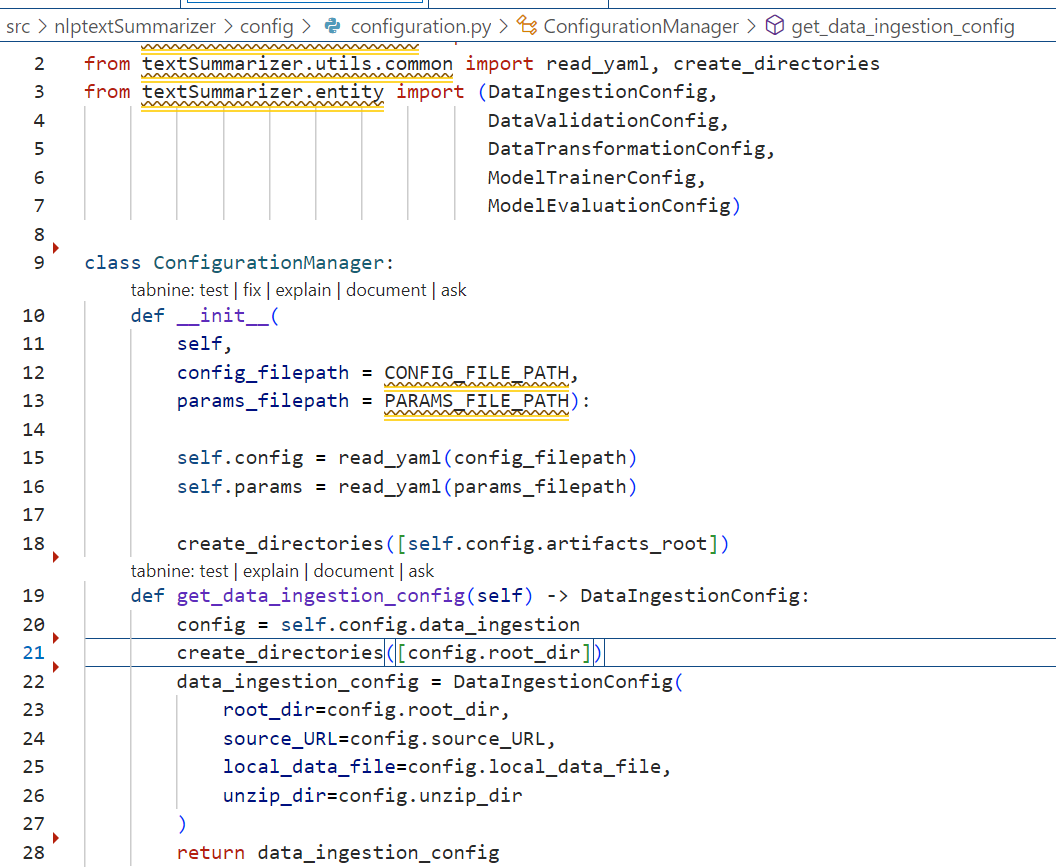 src > nlptextSummarizer > config > configuration.py > ConfigurationManager > get_data_ingestion_config
2 from textSummarizer.utils.common import read_yaml, create_directories
3 from textSummarizer.entity import (DataIngestionConfig,
4 DataValidationConfig,
5 DataTransformationConfig,
6 ModelTrainerConfig,
7 ModelEvaluationConfig)
8
9 class ConfigurationManager:
tabnine: test | fix | explain | document | ask
10 def __init__(
11 self,
12 config_filepath = CONFIG_FILE_PATH,
13 params_filepath = PARAMS_FILE_PATH):
14
15 self.config = read_yaml(config_filepath)
16 self.params = read_yaml(params_filepath)
17
18 create_directories([self.config.artifacts_root])
tabnine: test | explain | document | ask
19 def get_data_ingestion_config(self) -> DataIngestionConfig:
20 config = self.config.data_ingestion
21 create_directories([config.root_dir])
22 data_ingestion_config = DataIngestionConfig(
23 root_dir=config.root_dir,
24 source_URL=config.source_URL,
25 local_data_file=config.local_data_file,
26 unzip_dir=config.unzip_dir
27 )
28 return data_ingestion_config